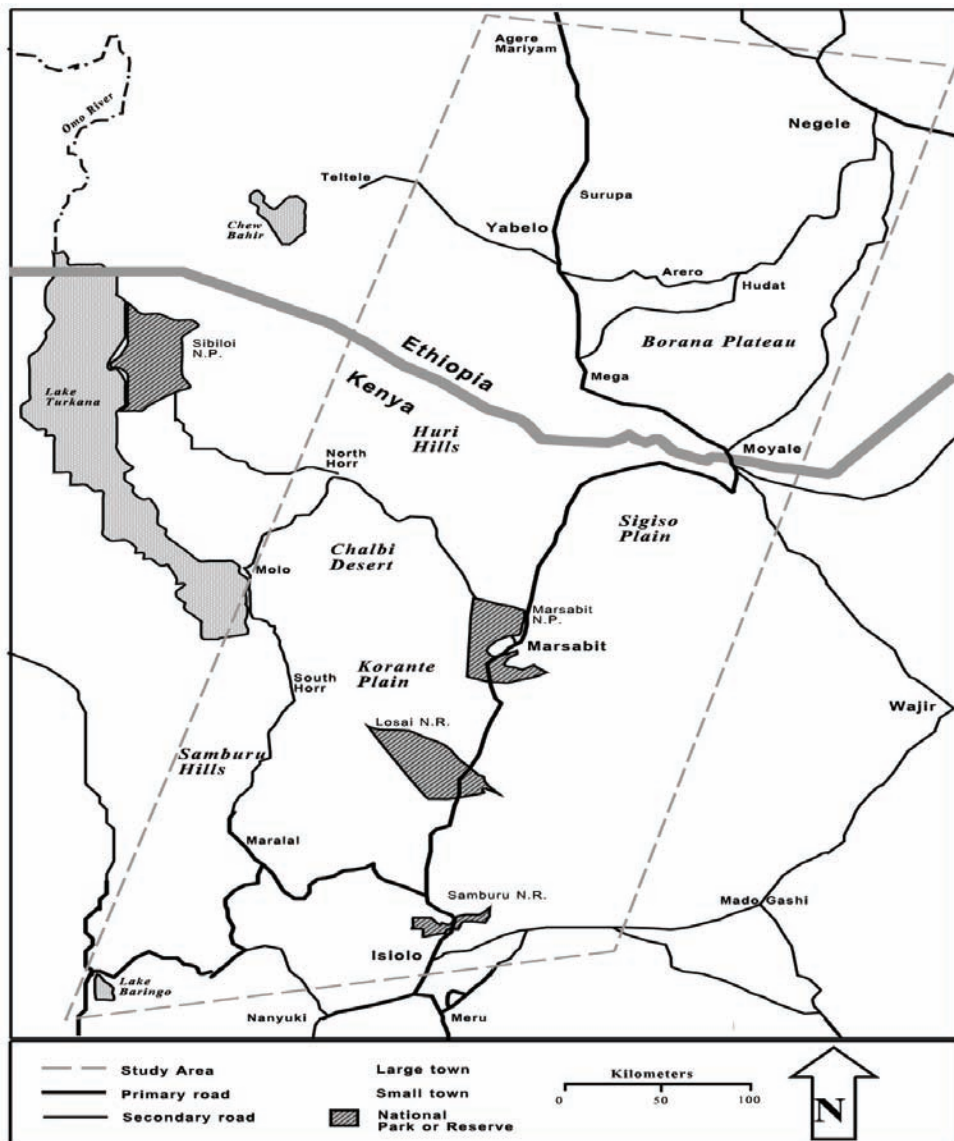 Agere
Mariyam
Omo River
Negele
Teltele
Surupa
Chew
Bahir
Yabelo
Arero
Hudat
Borana Plateau
Sibiloi
N.P.
Ethiopia
Kenya
Mega
Lake
Turkana
Huri
Hills
Moyale
North
Horr
Sigiso
Plain
Chalbi
Desert
Molo
Marsabit
N.P.
Marsabit
Korante
Plain
South
Horr
Wajir
Losai N.R.
Samburu
Hills
Maralal
Samburu N.R.
Mado Gashi
Isiolo
Lake
Baringo
Nanyuki
Meru
Study Area
Primary road
Secondary road
Large town
Small town
National
Park or Reserve
Kilometers
0 50 100
N